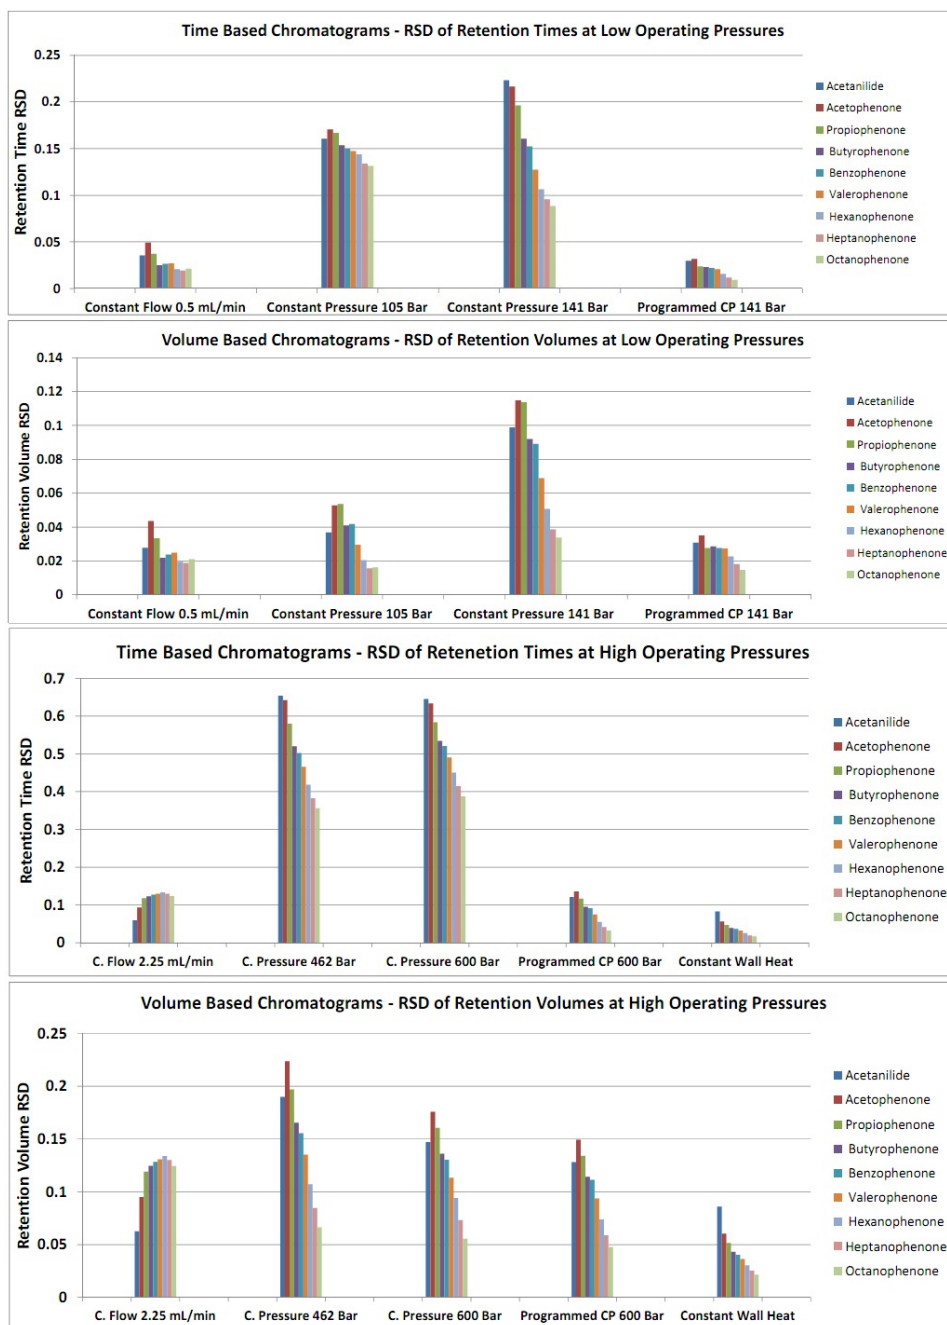 Time Based Chromatograms - RSD of Retention Times at Low Operating Pressures
Retention Time RSD
0.25
0.2
0.15
0.1
0.05
0
Constant Flow 0.5 mL/min Constant Pressure 105 Bar Constant Pressure 141 Bar Programmed CP 141 Bar
Acetanilide
Acetophenone
Propiophenone
Butyrophenone
Benzophenone
Valerophenone
Hexanophenone
Heptanophenone
Octanophenone
Volume Based Chromatograms - RSD of Retention Volumes at Low Operating Pressures
Retention Volume RSD
0.14
0.12
0.1
0.08
0.06
0.04
0.02
0
Constant Flow 0.5 mL/min Constant Pressure 105 Bar Constant Pressure 141 Bar Programmed CP 141 Bar
Acetanilide
Acetophenone
Propiophenone
Butyrophenone
Benzophenone
Valerophenone
Hexanophenone
Heptanophenone
Octanophenone
Time Based Chromatograms - RSD of Retenetion Times at High Operating Pressures
Retention Time RSD
0.7
0.6
0.5
0.4
0.3
0.2
0.1
0
C. Flow 2.25 mL/min C. Pressure 462 Bar C. Pressure 600 Bar Programmed CP 600 Bar Constant Wall Heat
Acetanilide
Acetophenone
Propiophenone
Butyrophenone
Benzophenone
Valerophenone
Hexanophenone
Heptanophenone
Octanophenone
Volume Based Chromatograms - RSD of Retention Volumes at High Operating Pressures
Retention Volume RSD
0.25
0.2
0.15
0.1
0.05
0
C. Flow 2.25 mL/min C. Pressure 462 Bar C. Pressure 600 Bar Programmed CP 600 Bar Constant Wall Heat
Acetanilide
Acetophenone
Propiophenone
Butyrophenone
Benzophenone
Valerophenone
Hexanophenone
Heptanophenone
Octanophenone